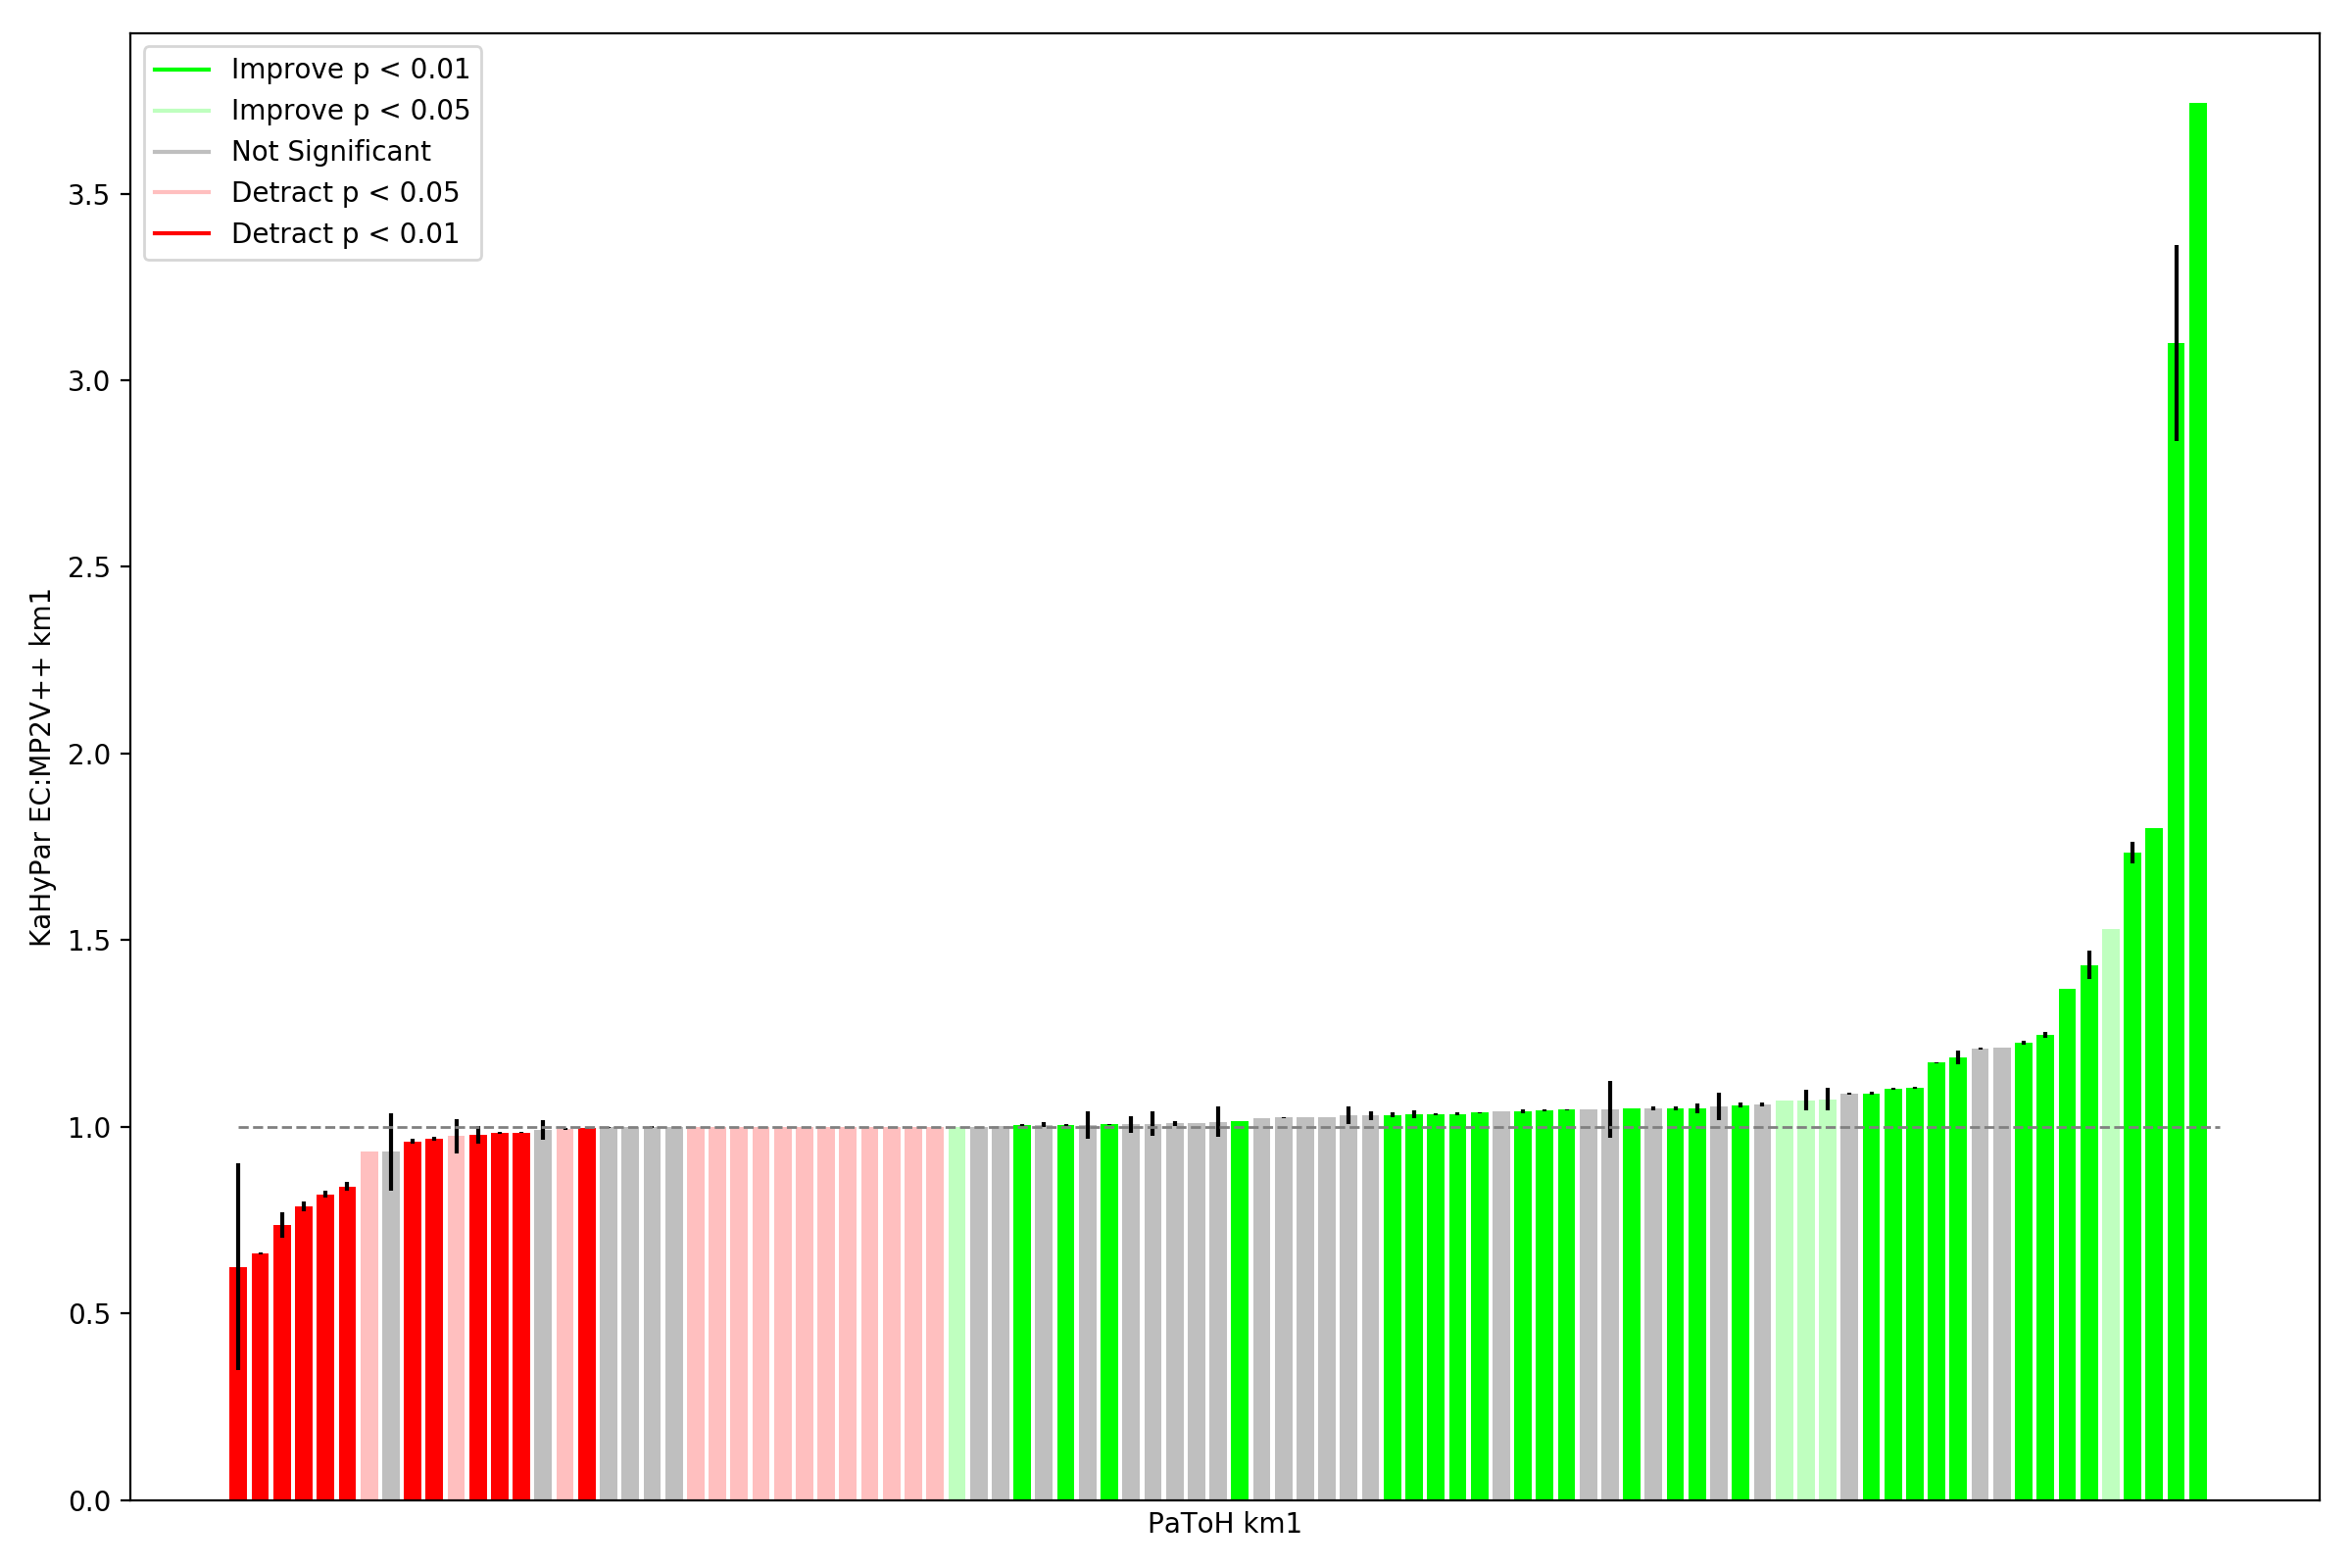 Improve p < 0.01
Improve p < 0.05
Not Significant
Detract p < 0.05
Detract p < 0.01
3.5
3.0
2.5
2.0
1.5
1.0
0.5
0.0
KaHyPar EC:MP2V++ km1
PaToH km1